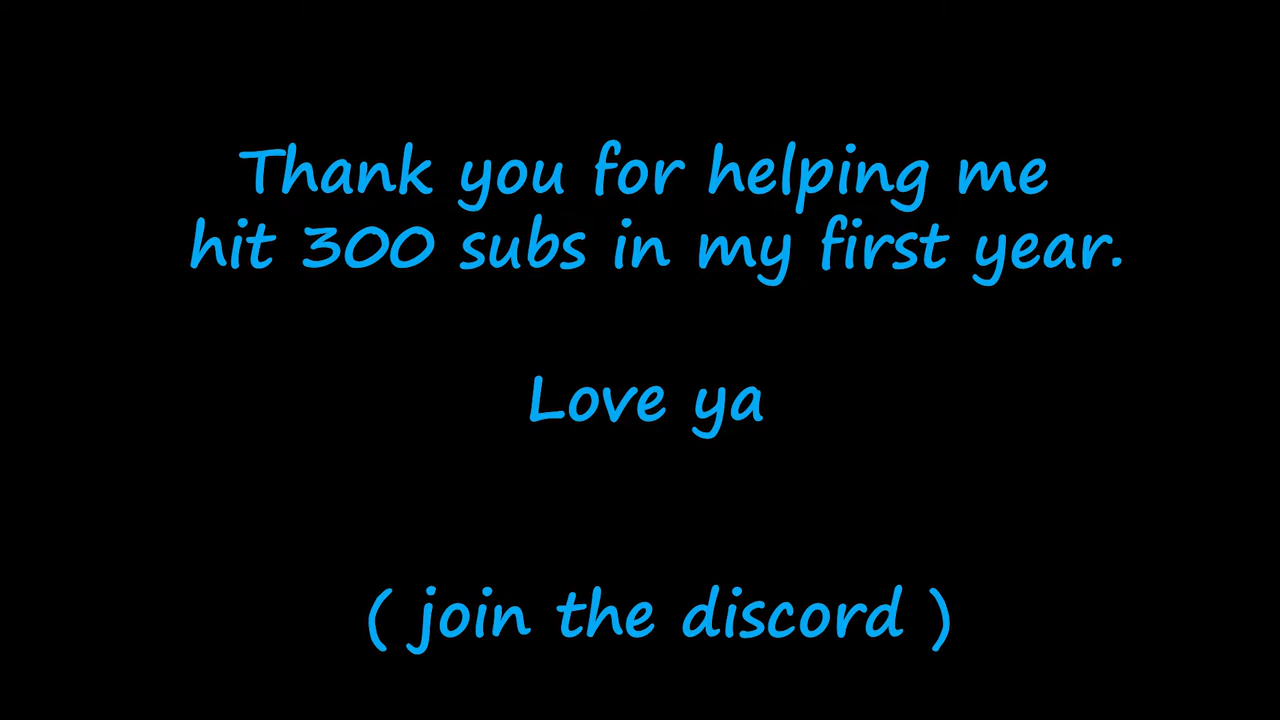 Thank you for helping me
hit 300 subs in my first year.
Love ya
( join the discord )